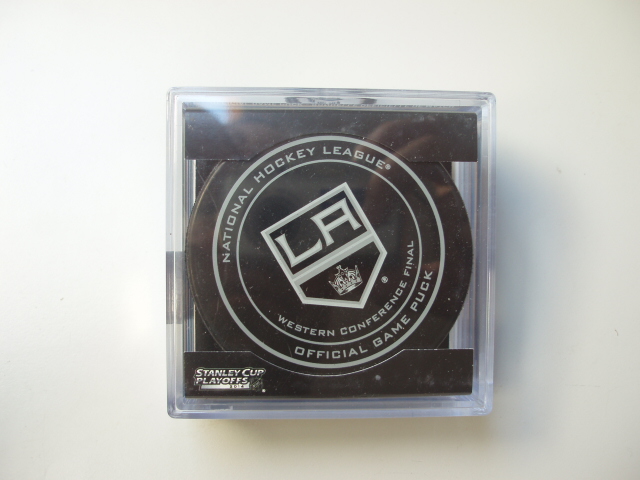 NATIONAL HOCKEY LEAGUE®
LA
®
WESTERN CONFERENCE FINAL
OFFICIAL GAME PUCK
STANLEY CUP
PLAYOFFS